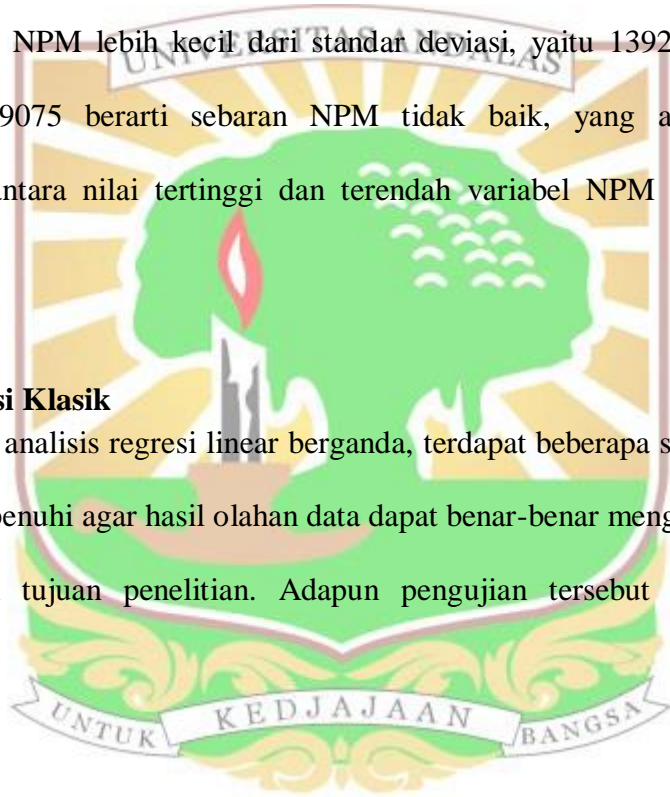 NPM lebih kecil dari standar deviasi, yaitu 1392
UNIVERSITAS ANDALAS
9075 berarti sebaran NPM tidak baik, yang a
ntara nilai tertinggi dan terendah variabel NPM
si Klasik
analisis regresi linear berganda, terdapat beberapa s
penuhi agar hasil olahan data dapat benar-benar meng
tujuan penelitian. Adapun pengujian tersebut
UNTUK KEDJAJAAN BANGSA